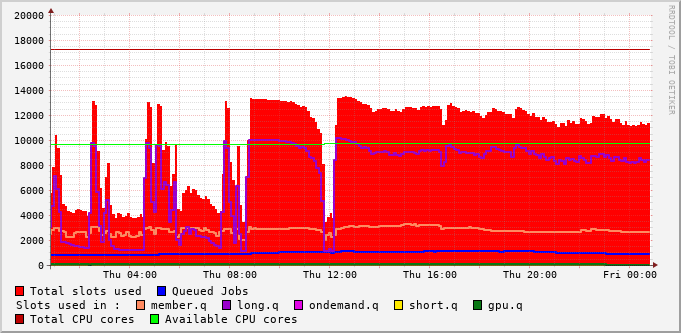 RRDTOOL / TOBI OETIKER
20000
18000
16000
14000
12000
10000
8000
6000
4000
2000
0
Thu 04:00 Thu 08:00 Thu 12:00 Thu 16:00 Thu 20:00 Fri 00:00
Total slots used Queued Jobs
Slots used in : member.q long.q ondemand.q short.q gpu.q
Total CPU cores Available CPU cores